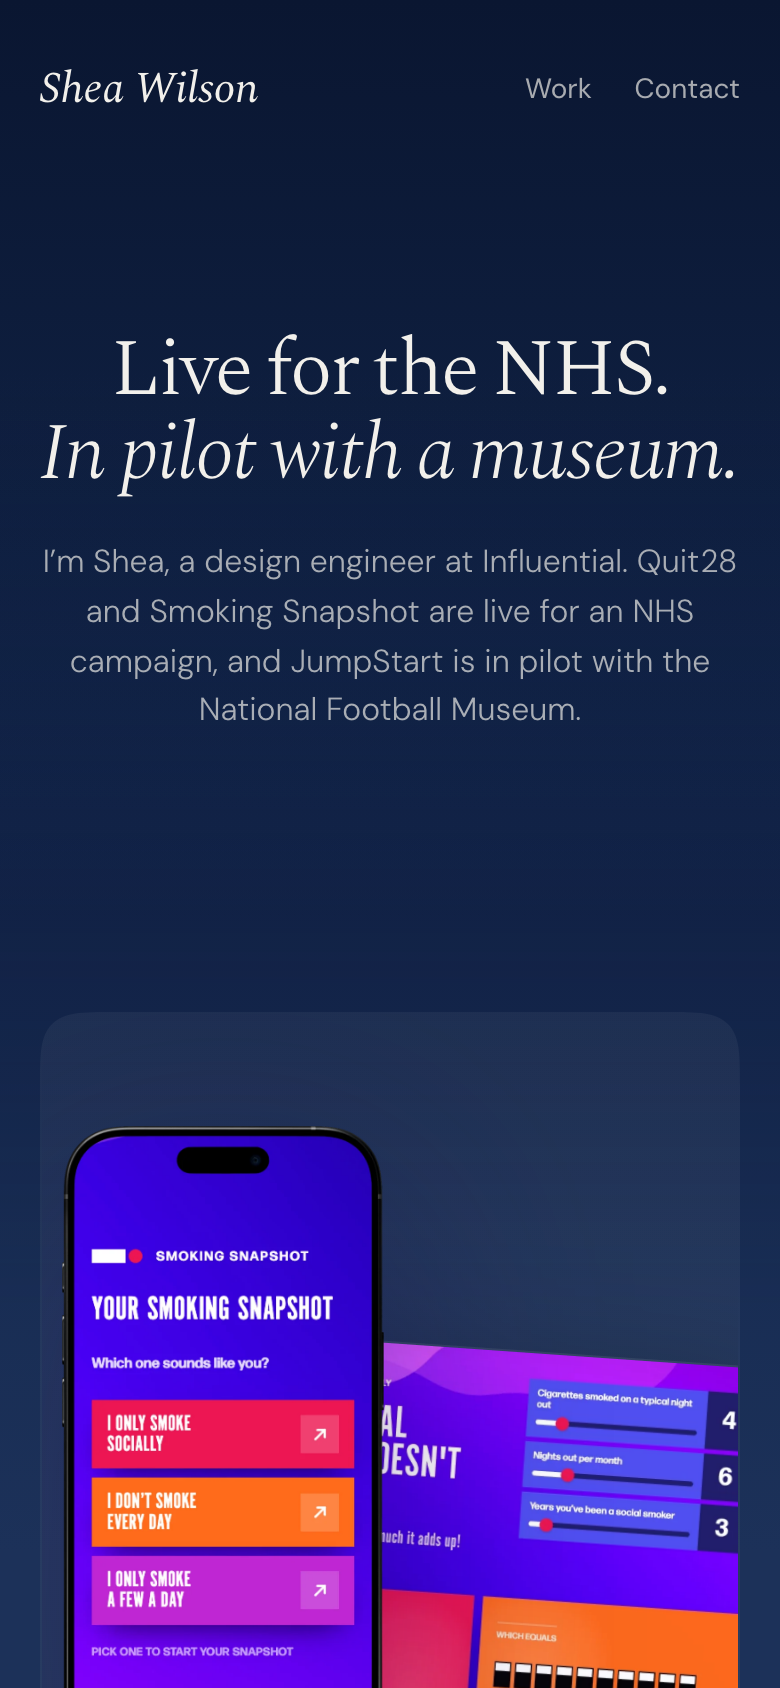 Shea Wilson
Work
Contact
Live for the NHS.
In pilot with a museum.
I’m Shea, a design engineer at Influential. Quit28
and Smoking Snapshot are live for an NHS
campaign, and JumpStart is in pilot with the
National Football Museum.
SMOKING SNAPSHOT
YOUR SMOKING SNAPSHOT
Which one sounds like you?
I ONLY SMOKE
SOCIALLY
I DON'T SMOKE
EVERY DAY
I ONLY SMOKE
A FEW A DAY
PICK ONE TO START YOUR SNAPSHOT
Cigarettes smoked on a typical night
out
4
Nights out per month
6
Years you've been a social smoker
3
it adds up!
WHICH EQUALS